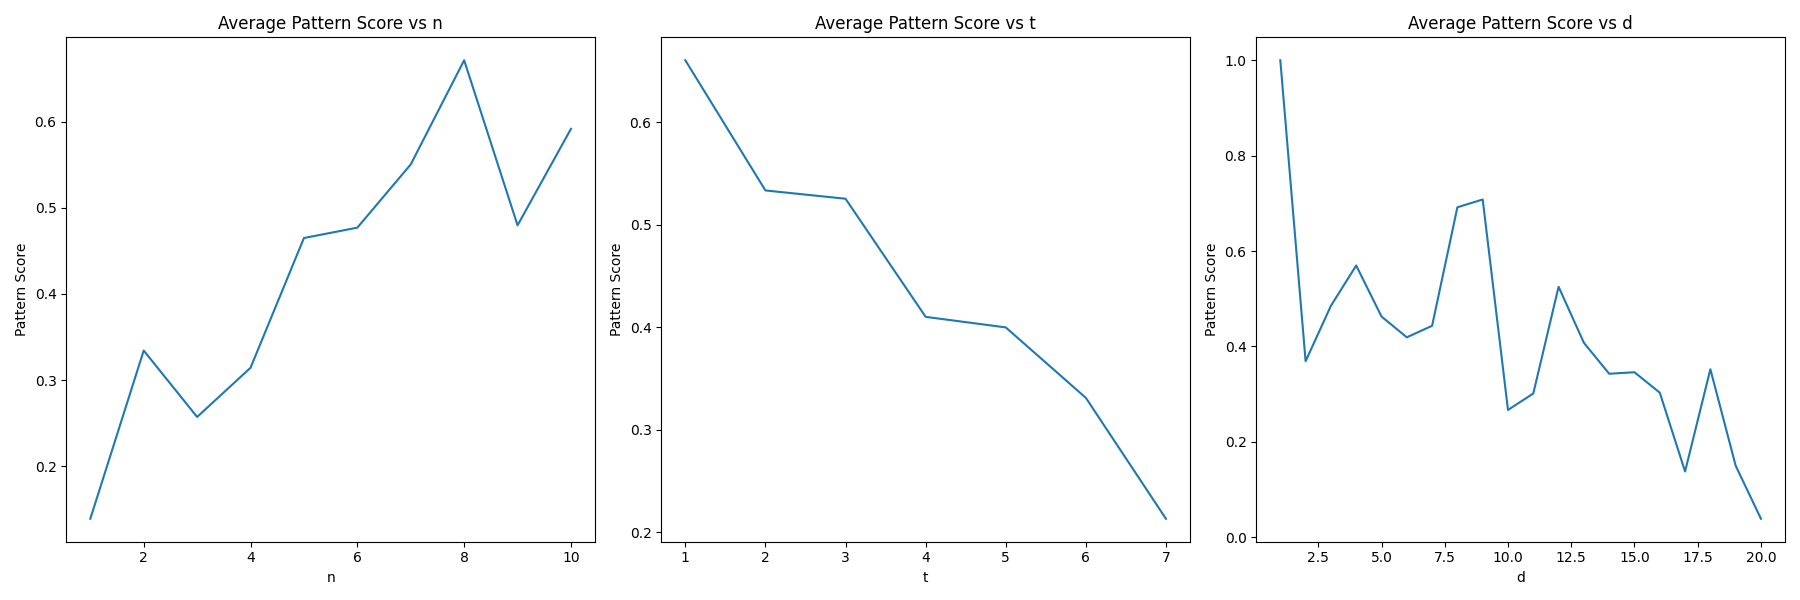 Average Pattern Score vs n
Pattern Score
0.6
0.5
0.4
0.3
0.2
2 4 6 8 10
n
Average Pattern Score vs t
Pattern Score
0.6
0.5
0.4
0.3
0.2
1 2 3 4 5 6 7
t
Average Pattern Score vs d
Pattern Score
1.0
0.8
0.6
0.4
0.2
0.0
2.5 5.0 7.5 10.0 12.5 15.0 17.5 20.0
d